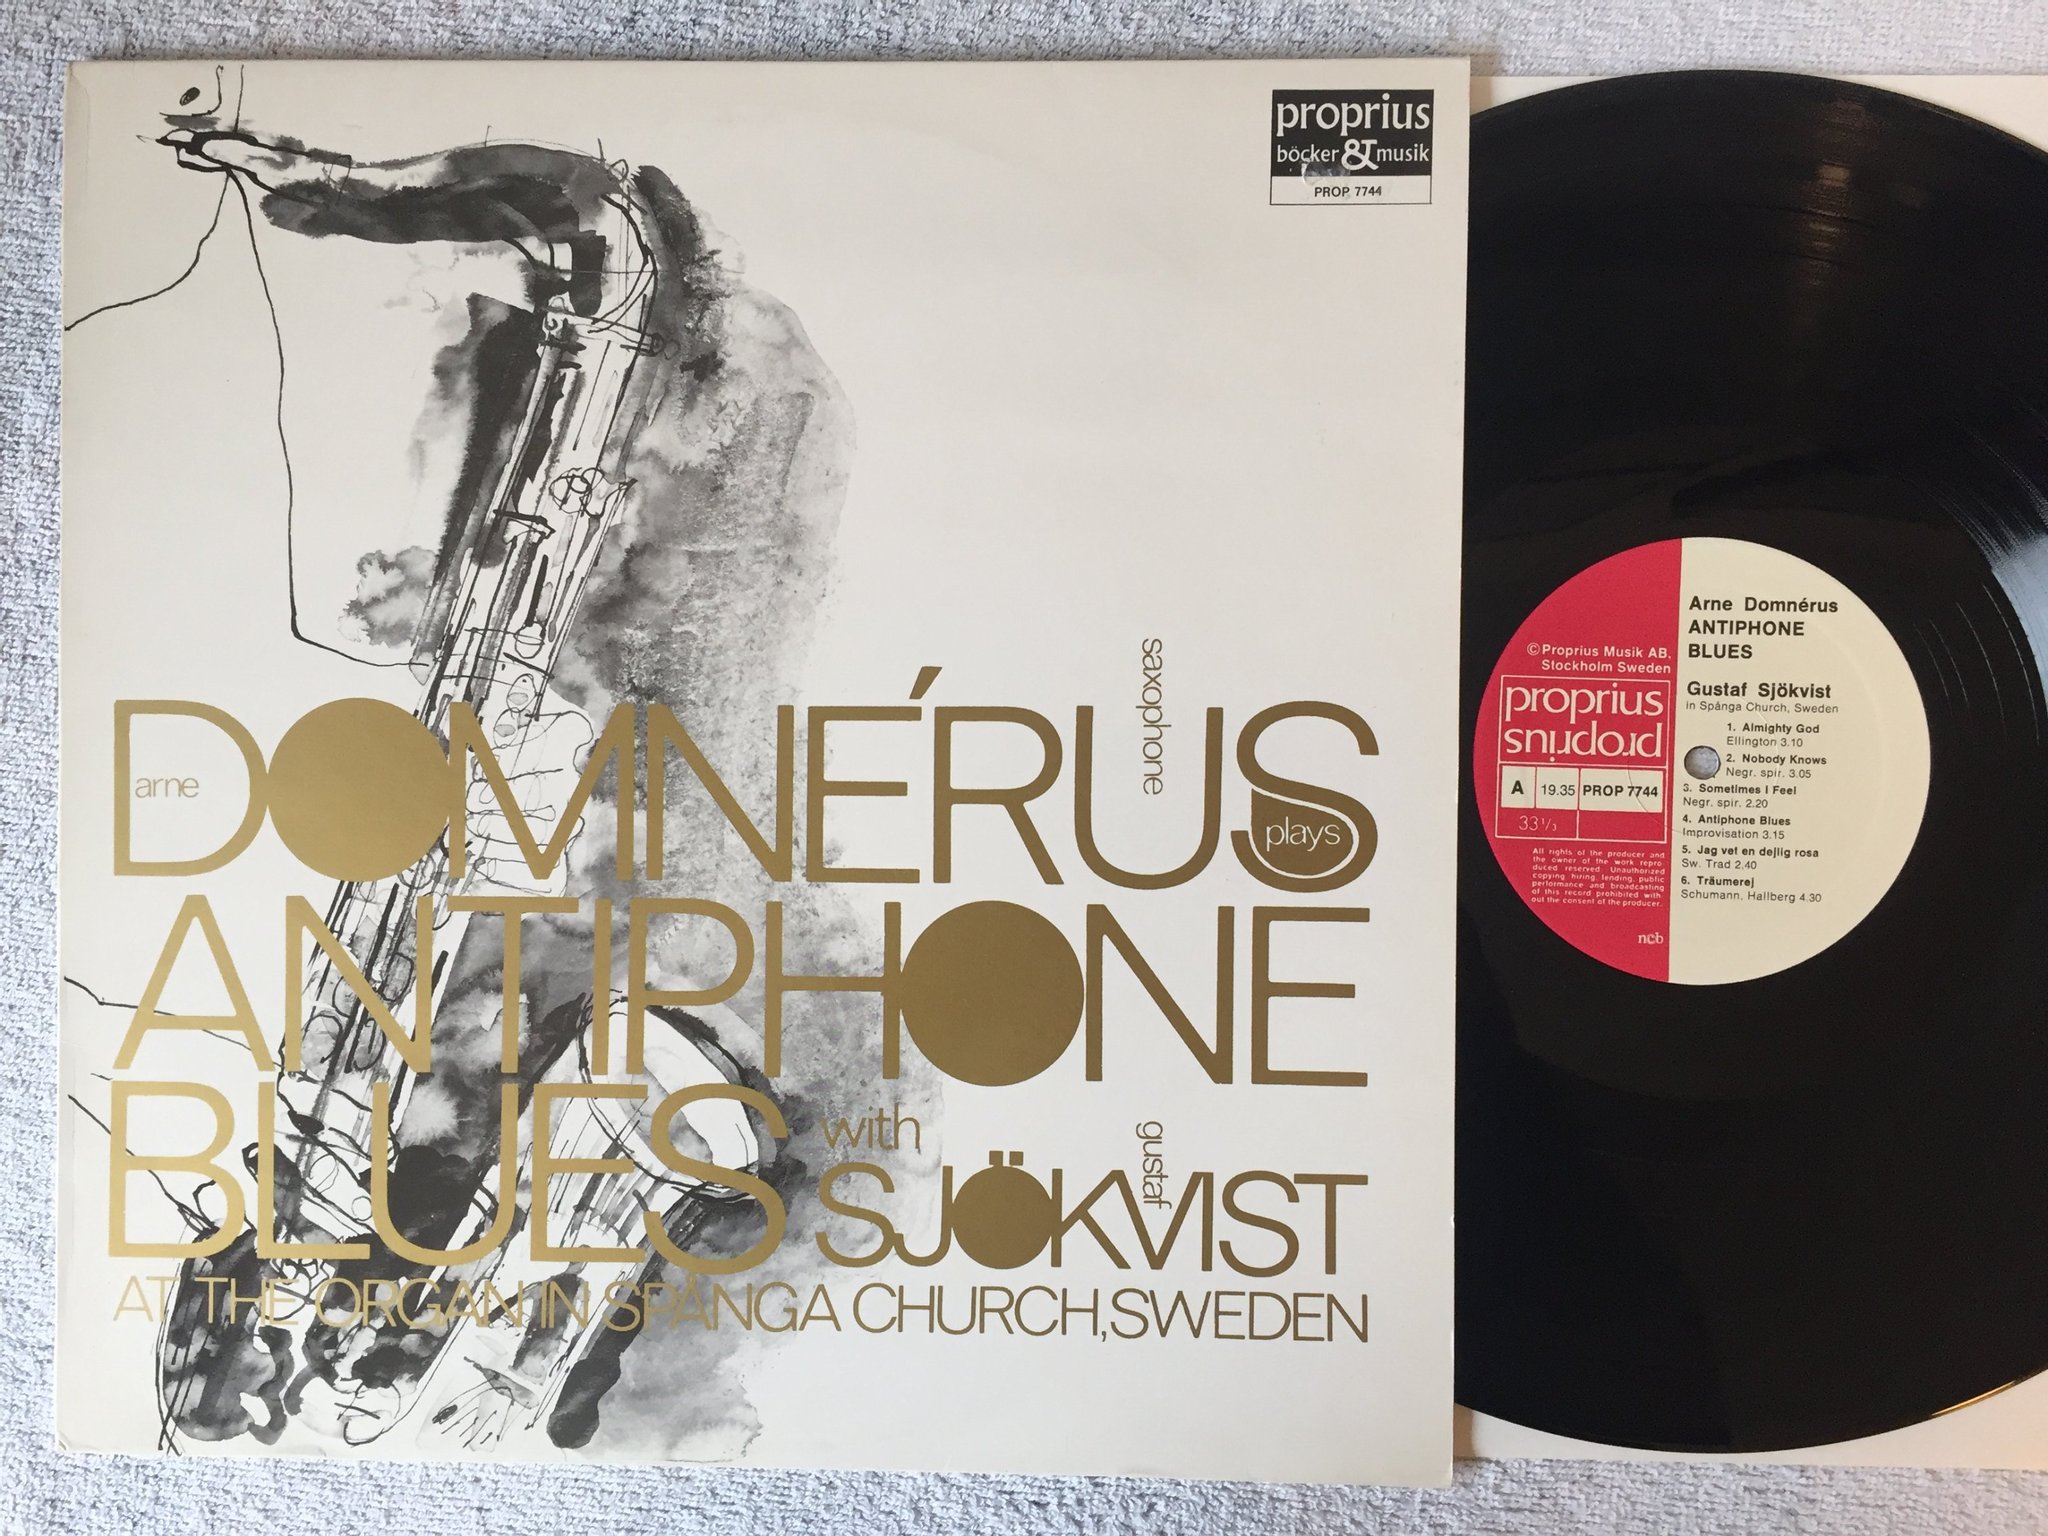 proprius
böcker & musik
PROP 7744
saxophone
arne
DOMNÉRUS
plays
ANTIPHONE
BLUES with
gustaf
SJÖKVIST
AT THE ORGAN IN SPÅNGA CHURCH, SWEDEN
© Proprius Musik AB.
Stockholm Sweden
proprius
proprius
A 19.35 PROP 7744
33 1/3
All rights of the producer and
the owner of the work repro-
duced reserved. Unauthorized
copying hiring, lending, public
performance and broadcasting
of this record prohibited with-
out the consent of the producer.
ncb
Arne Domnérus
ANTIPHONE
BLUES
Gustaf Sjökvist
in Spånga Church, Sweden
1. Almighty God
Ellington 3.10
2. Nobody Knows
Negr. spir. 3.05
3. Sometimes I Feel
Negr. spir. 2.20
4. Antiphone Blues
Improvisation 3.15
5. Jag vet en dejlig rosa
Sw. Trad 2.40
6. Träumerej
Schumann, Hallberg 4.30